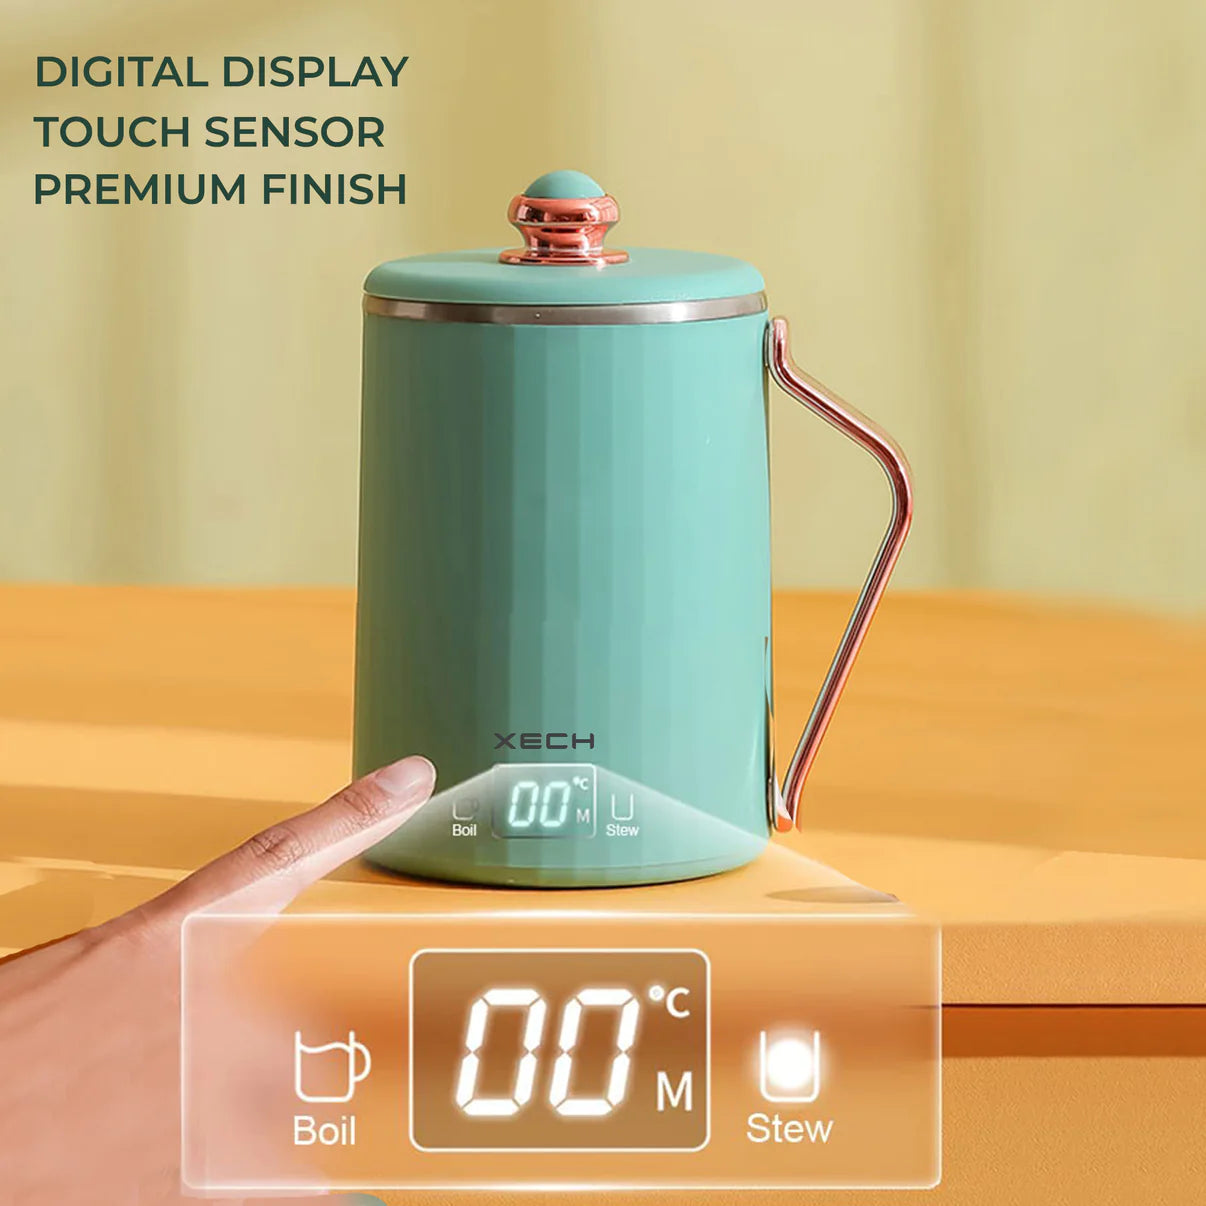 DIGITAL DISPLAY
TOUCH SENSOR
PREMIUM FINISH
XECH
00 °C M
Boil
Stew
00 °C
M
Boil
Stew